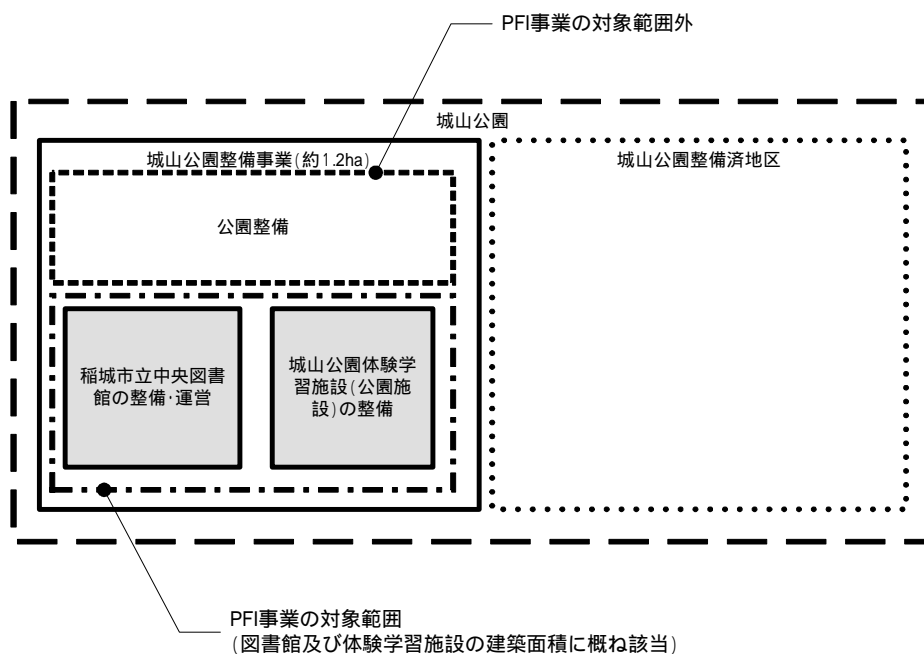 PFI事業の対象範囲外
城山公園
城山公園整備事業(約1.2ha)
城山公園整備済地区
公園整備
稲城市立中央図書
館の整備･運営
城山公園体験学
習施設(公園施
設)の整備
PFI事業の対象範囲
(図書館及び体験学習施設の建築面積に概ね該当)